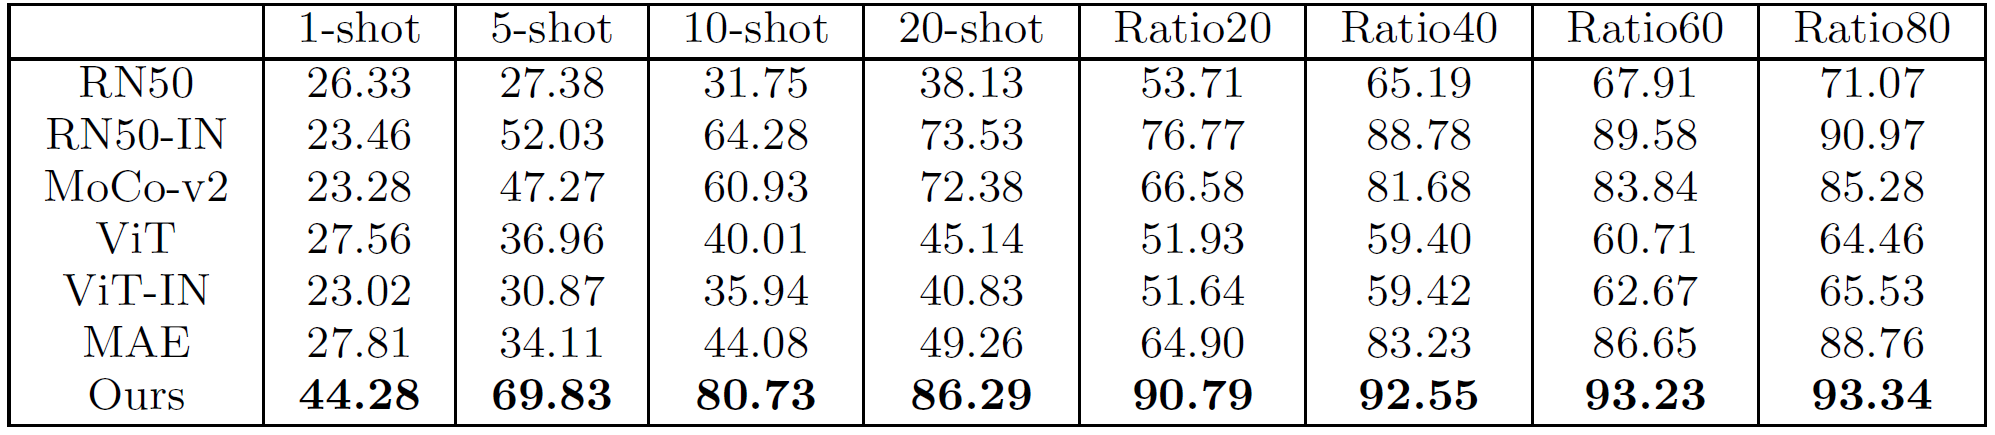 1-shot 5-shot 10-shot 20-shot Ratio20 Ratio40 Ratio60 Ratio80
RN50 26.33 27.38 31.75 38.13 53.71 65.19 67.91 71.07
RN50-IN 23.46 52.03 64.28 73.53 76.77 88.78 89.58 90.97
MoCo-v2 23.28 47.27 60.93 72.38 66.58 81.68 83.84 85.28
ViT 27.56 36.96 40.01 45.14 51.93 59.40 60.71 64.46
ViT-IN 23.02 30.87 35.94 40.83 51.64 59.42 62.67 65.53
MAE 27.81 34.11 44.08 49.26 64.90 83.23 86.65 88.76
Ours 44.28 69.83 80.73 86.29 90.79 92.55 93.23 93.34